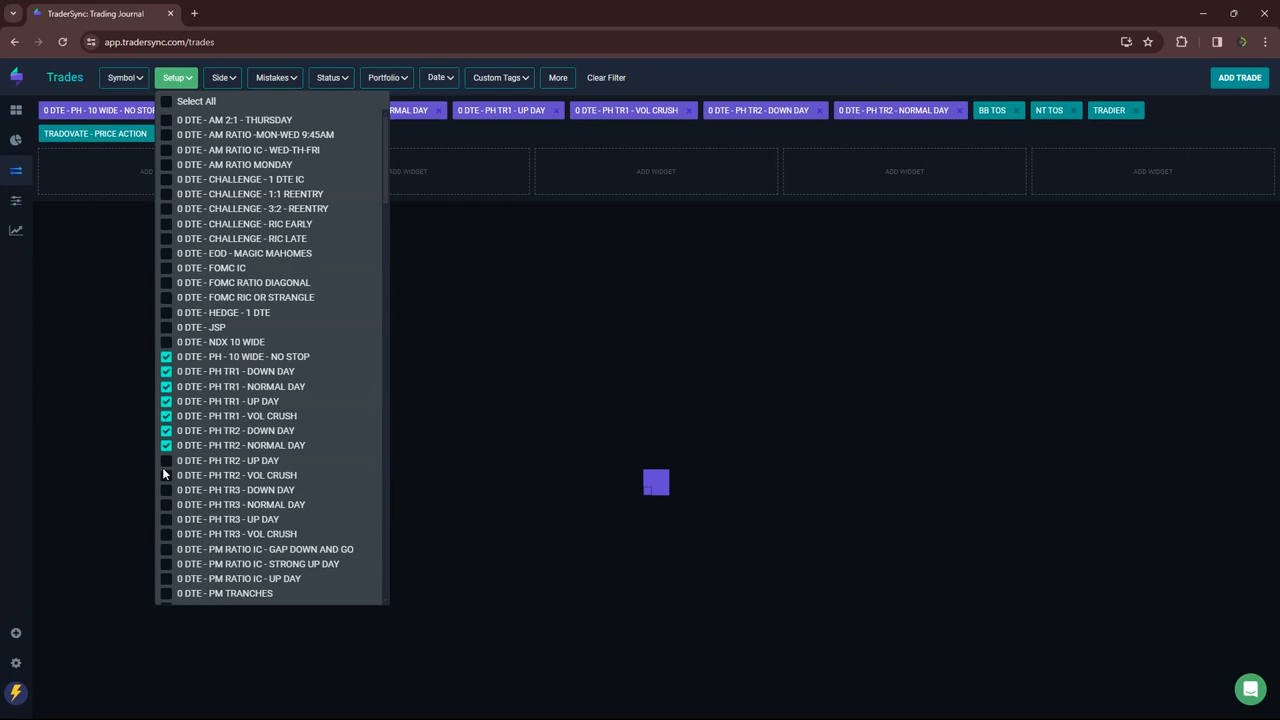 TraderSync: Trading Journal
app.tradersync.com/trades
Trades
Symbol
Setup
Side
Mistakes
Status
Portfolio
Date
Custom Tags
More
Clear Filter
ADD TRADE
0 DTE - PH - 10 WIDE - NO STOP
RMAL DAY
0 DTE - PH TR1 - UP DAY
0 DTE - PH TR1 - VOL CRUSH
0 DTE - PH TR2 - DOWN DAY
0 DTE - PH TR2 - NORMAL DAY
BB TOS
NT TOS
TRADIER
TRADOVATE - PRICE ACTION
ADD
ADD WIDGET
ADD WIDGET
ADD WIDGET
ADD WIDGET
Select All
0 DTE - AM 2:1 - THURSDAY
0 DTE - AM RATIO -MON-WED 9:45AM
0 DTE - AM RATIO IC - WED-TH-FRI
0 DTE - AM RATIO MONDAY
0 DTE - CHALLENGE - 1 DTE IC
0 DTE - CHALLENGE - 1:1 REENTRY
0 DTE - CHALLENGE - 3:2 - REENTRY
0 DTE - CHALLENGE - RIC EARLY
0 DTE - CHALLENGE - RIC LATE
0 DTE - EOD - MAGIC MAHOMES
0 DTE - FOMC IC
0 DTE - FOMC RATIO DIAGONAL
0 DTE - FOMC RIC OR STRANGLE
0 DTE - HEDGE - 1 DTE
0 DTE - JSP
0 DTE - NDX 10 WIDE
0 DTE - PH - 10 WIDE - NO STOP
0 DTE - PH TR1 - DOWN DAY
0 DTE - PH TR1 - NORMAL DAY
0 DTE - PH TR1 - UP DAY
0 DTE - PH TR1 - VOL CRUSH
0 DTE - PH TR2 - DOWN DAY
0 DTE - PH TR2 - NORMAL DAY
0 DTE - PH TR2 - UP DAY
0 DTE - PH TR2 - VOL CRUSH
0 DTE - PH TR3 - DOWN DAY
0 DTE - PH TR3 - NORMAL DAY
0 DTE - PH TR3 - UP DAY
0 DTE - PH TR3 - VOL CRUSH
0 DTE - PM RATIO IC - GAP DOWN AND GO
0 DTE - PM RATIO IC - STRONG UP DAY
0 DTE - PM RATIO IC - UP DAY
0 DTE - PM TRANCHES